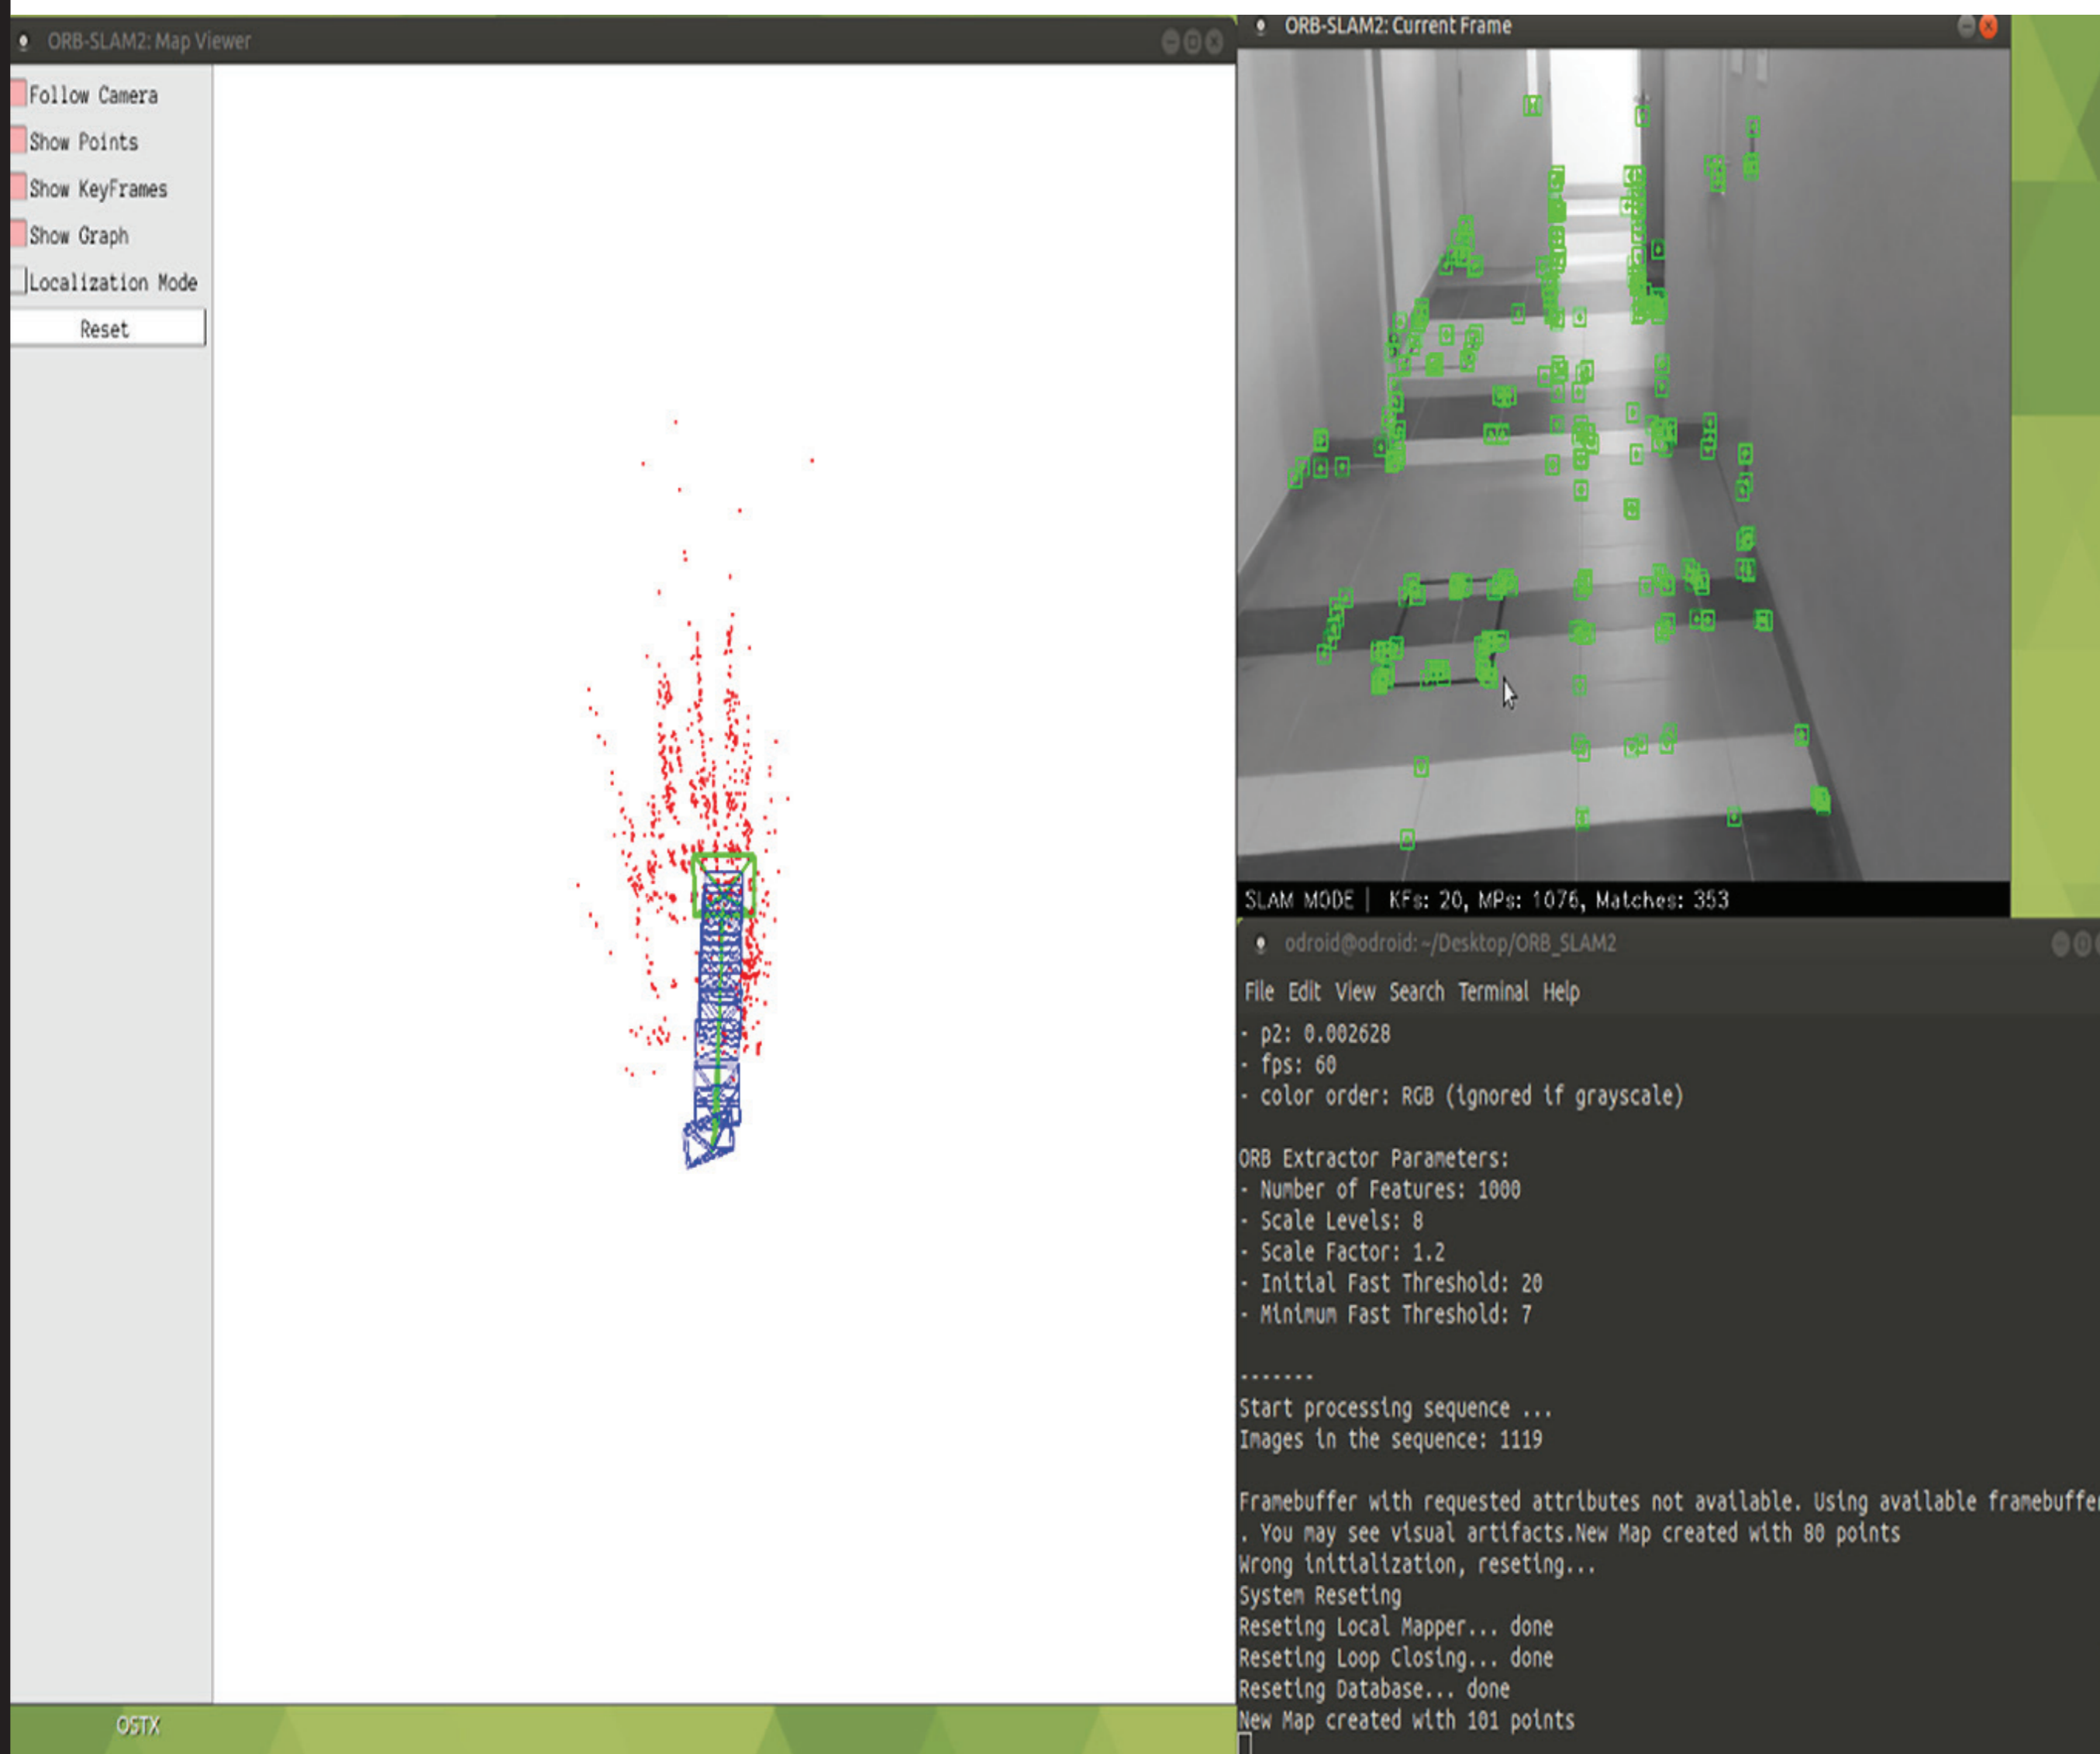 ORB-SLAM2: Map Viewer
Follow Camera
Show Points
Show KeyFrames
Show Graph
Localization Mode
Reset
OSTX
ORB-SLAM2: Current Frame
SLAM MODE | KFs: 20, MPs: 1076, Matches: 353
odroid@odroid: ~/Desktop/ORB_SLAM2
File Edit View Search Terminal Help
- p2: 0.002628
- fps: 60
- color order: RGB (ignored if grayscale)
ORB Extractor Parameters:
- Number of Features: 1000
- Scale Levels: 8
- Scale Factor: 1.2
- Initial Fast Threshold: 20
- Minimum Fast Threshold: 7
-------
Start processing sequence ...
Images in the sequence: 1119
Framebuffer with requested attributes not available. Using available framebuffer
. You may see visual artifacts.New Map created with 80 points
Wrong initialization, reseting...
System Reseting
Reseting Local Mapper... done
Reseting Loop Closing... done
Reseting Database... done
New Map created with 101 points